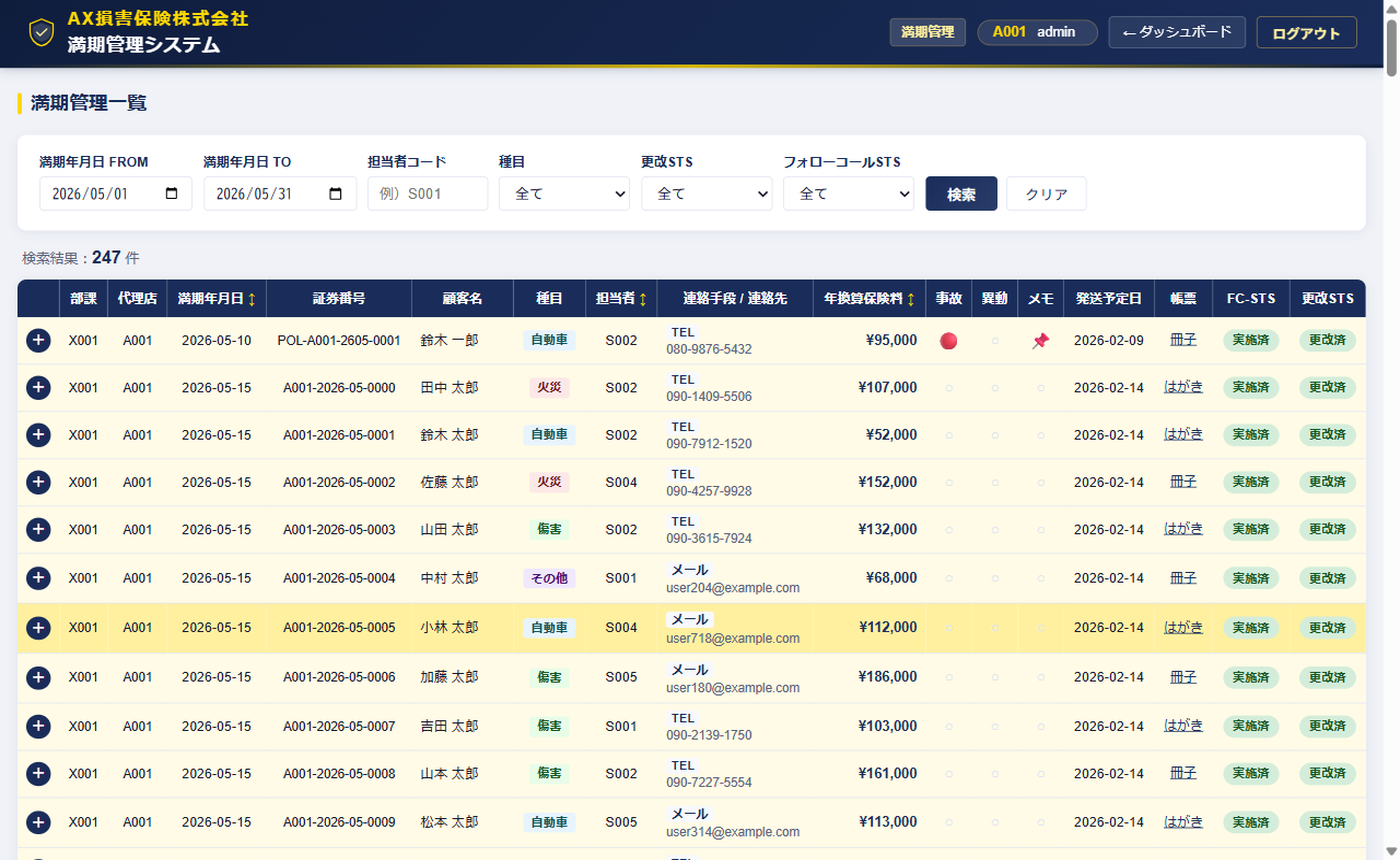 AX損害保険株式会社
満期管理システム
満期管理 A001 admin ←ダッシュボード ログアウト
満期管理一覧
満期年月日 FROM 満期年月日 TO 担当者コード 種目 更改STS フォローコールSTS
2026/05/01 2026/05/31 例）S001 全て 全て 全て 検索 クリア
検索結果：247 件
部課 代理店 満期年月日 ↕ 証券番号 顧客名 種目 担当者 ↕ 連絡手段 / 連絡先 年換算保険料 ↕ 事故 異動 メモ 発送予定日 帳票 FC-STS 更改STS
+ X001 A001 2026-05-10 POL-A001-2605-0001 鈴木 一郎 自動車 S002 TEL 080-9876-5432 ¥95,000 2026-02-09 冊子 実施済 更改済
+ X001 A001 2026-05-15 A001-2026-05-0000 田中 太郎 火災 S002 TEL 090-1409-5506 ¥107,000 2026-02-14 はがき 実施済 更改済
+ X001 A001 2026-05-15 A001-2026-05-0001 鈴木 太郎 自動車 S002 TEL 090-7912-1520 ¥52,000 2026-02-14 はがき 実施済 更改済
+ X001 A001 2026-05-15 A001-2026-05-0002 佐藤 太郎 火災 S004 TEL 090-4257-9928 ¥152,000 2026-02-14 冊子 実施済 更改済
+ X001 A001 2026-05-15 A001-2026-05-0003 山田 太郎 傷害 S002 TEL 090-3615-7924 ¥132,000 2026-02-14 はがき 実施済 更改済
+ X001 A001 2026-05-15 A001-2026-05-0004 中村 太郎 その他 S001 メール user204@example.com ¥68,000 2026-02-14 冊子 実施済 更改済
+ X001 A001 2026-05-15 A001-2026-05-0005 小林 太郎 自動車 S004 メール user718@example.com ¥112,000 2026-02-14 はがき 実施済 更改済
+ X001 A001 2026-05-15 A001-2026-05-0006 加藤 太郎 傷害 S005 メール user180@example.com ¥186,000 2026-02-14 冊子 実施済 更改済
+ X001 A001 2026-05-15 A001-2026-05-0007 吉田 太郎 傷害 S001 TEL 090-2139-1750 ¥103,000 2026-02-14 はがき 実施済 更改済
+ X001 A001 2026-05-15 A001-2026-05-0008 山本 太郎 傷害 S002 TEL 090-7227-5554 ¥161,000 2026-02-14 冊子 実施済 更改済
+ X001 A001 2026-05-15 A001-2026-05-0009 松本 太郎 自動車 S005 メール user314@example.com ¥113,000 2026-02-14 はがき 実施済 更改済